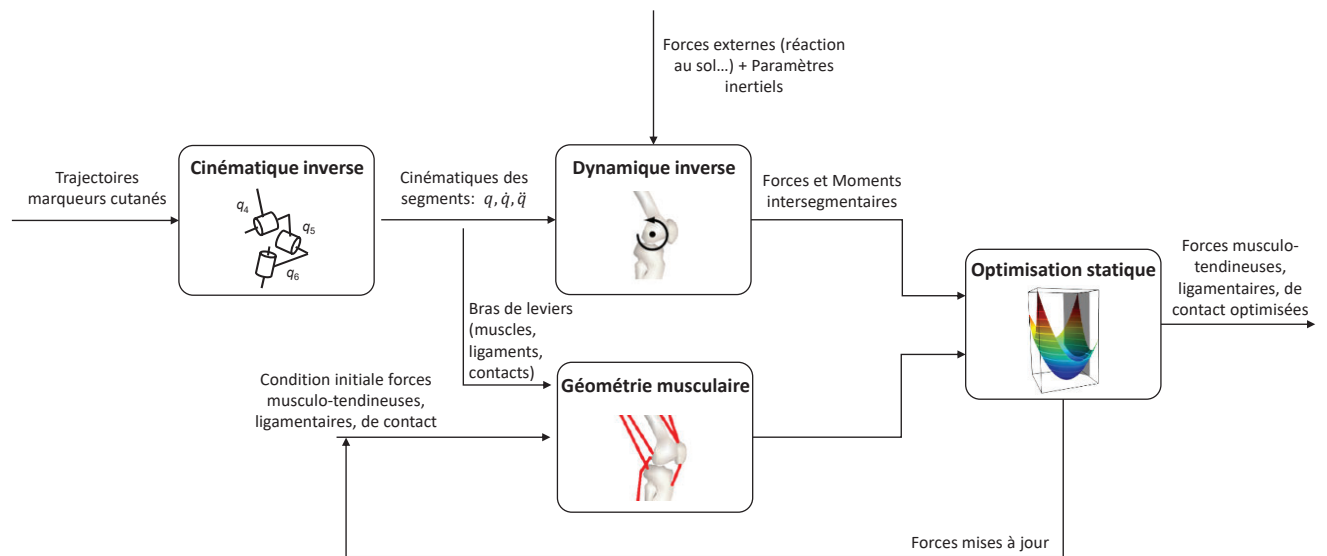 Forces externes (réaction
au sol…) + Paramètres
inertiels
Cinématique inverse
q4
q5
q6
Trajectoires
marqueurs cutanés
Cinématiques des
segments: q, q̇, q̈
Dynamique inverse
Forces et Moments
intersegmentaires
Optimisation statique
Forces musculo-
tendineuses,
ligamentaires, de
contact optimisées
Bras de leviers
(muscles,
ligaments,
contacts)
Condition initiale forces
musculo-tendineuses,
ligamentaires, de contact
Géométrie musculaire
Forces mises à jour